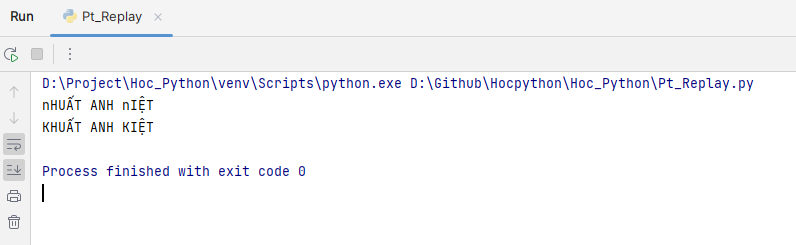 Run
Pt_Replay
D:\Project\Hoc_Python\venv\Scripts\python.exe D:\Github\Hocpython\Hoc_Python\Pt_Replay.py
nHUẤT ANH nIỆT
KHUẤT ANH KIỆT
Process finished with exit code 0